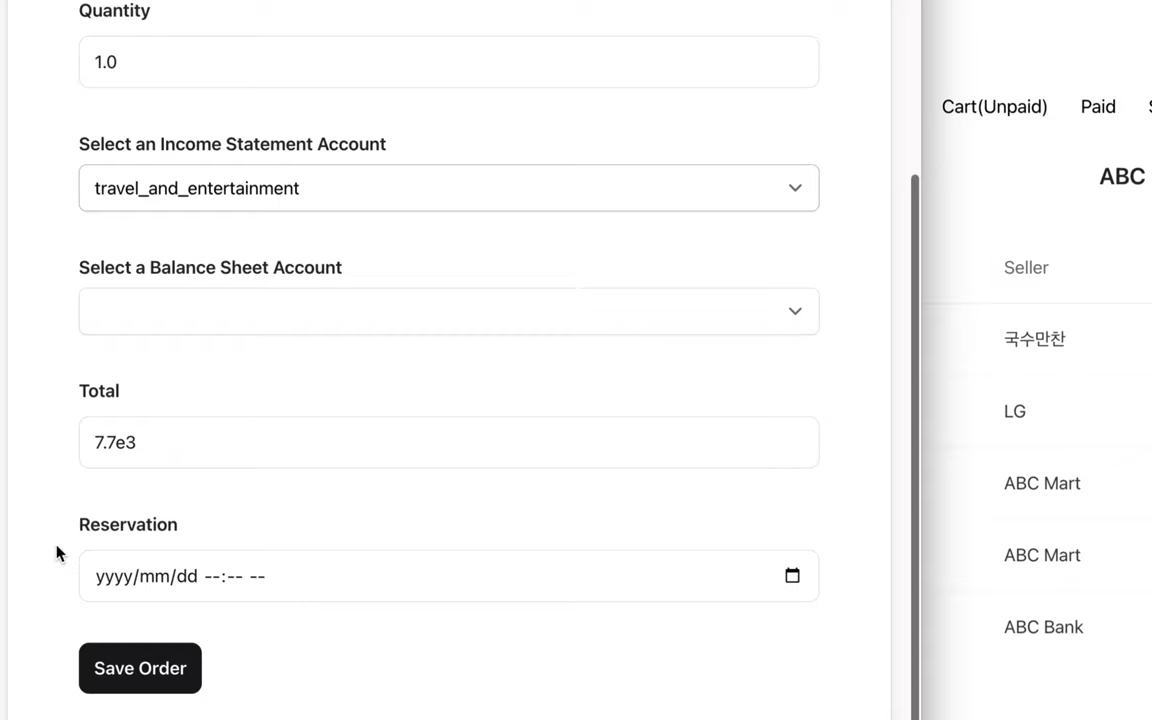 Quantity
1.0
Select an Income Statement Account
travel_and_entertainment
Select a Balance Sheet Account
Total
7.7e3
Reservation
yyyy/mm/dd --:-- --
Save Order
Cart(Unpaid)
Paid
ABC
Seller
국수만찬
LG
ABC Mart
ABC Mart
ABC Bank